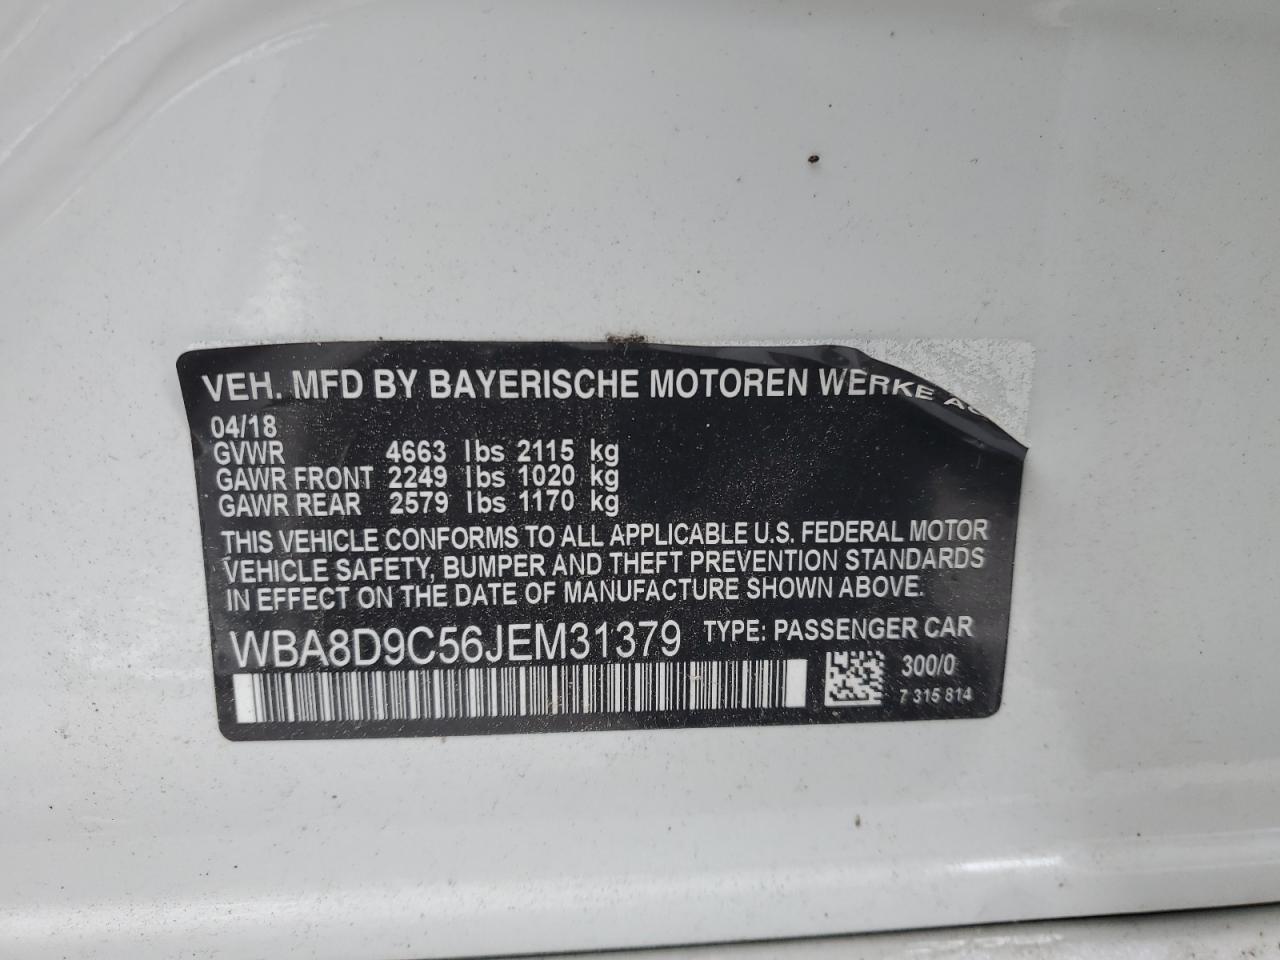 VEH. MFD BY BAYERISCHE MOTOREN WERKE
04/18
GVWR 4663 lbs 2115 kg
GAWR FRONT 2249 lbs 1020 kg
GAWR REAR 2579 lbs 1170 kg
THIS VEHICLE CONFORMS TO ALL APPLICABLE U.S. FEDERAL MOTOR
VEHICLE SAFETY, BUMPER AND THEFT PREVENTION STANDARDS
IN EFFECT ON THE DATE OF MANUFACTURE SHOWN ABOVE.
WBA8D9C56JEM31379 TYPE: PASSENGER CAR
300/0
7 315 814